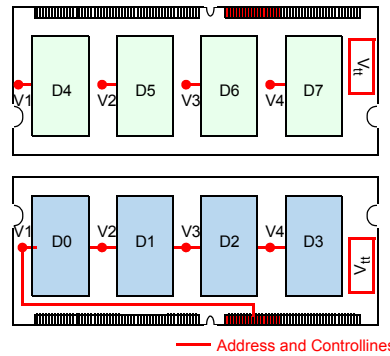 D4 D5 D6 D7 Vtt
V1 V2 V3 V4
V1 V2 V3 V4
D0 D1 D2 D3
Vtt
Address and Controllines